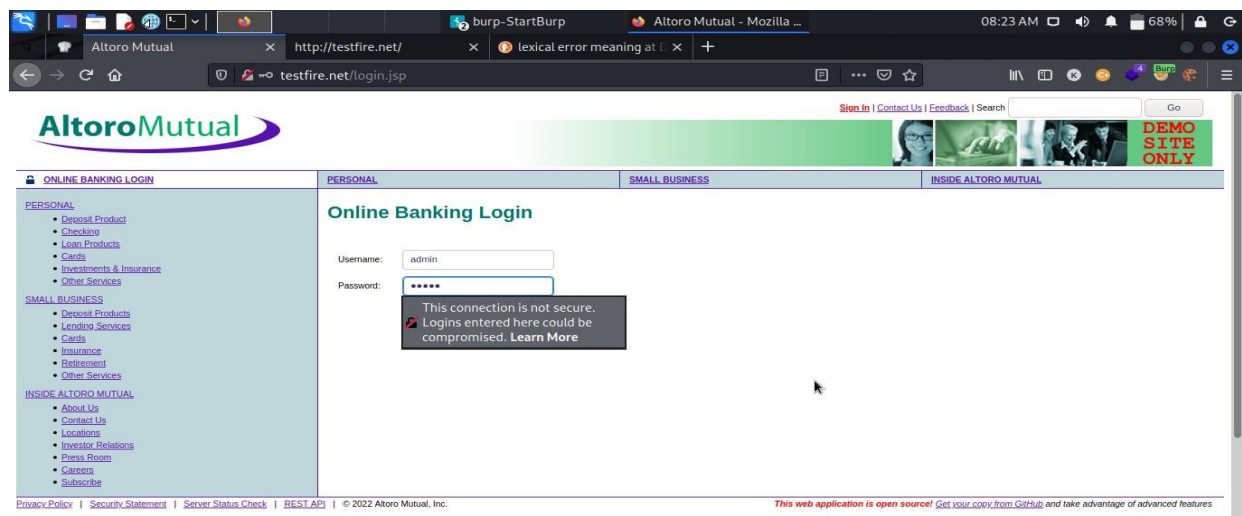 burp-StartBurp Altoro Mutual - Mozilla ... 08:23 AM 68%
Altoro Mutual http://testfire.net/ lexical error meaning at D
testfire.net/login.jsp 4 Burp
Sign In | Contact Us | Feedback | Search Go
AltoroMutual
DEMO
SITE
ONLY
ONLINE BANKING LOGIN PERSONAL SMALL BUSINESS INSIDE ALTORO MUTUAL
PERSONAL
• Deposit Product
• Checking
• Loan Products
• Cards
• Investments & Insurance
• Other Services
SMALL BUSINESS
• Deposit Products
• Lending Services
• Cards
• Insurance
• Retirement
• Other Services
INSIDE ALTORO MUTUAL
• About Us
• Contact Us
• Locations
• Investor Relations
• Press Room
• Careers
• Subscribe
Online Banking Login
Username: admin
Password: •••••
This connection is not secure.
Logins entered here could be
compromised. Learn More
Privacy Policy | Security Statement | Server Status Check | REST API | © 2022 Altoro Mutual, Inc. This web application is open source! Get your copy from GitHub and take advantage of advanced features